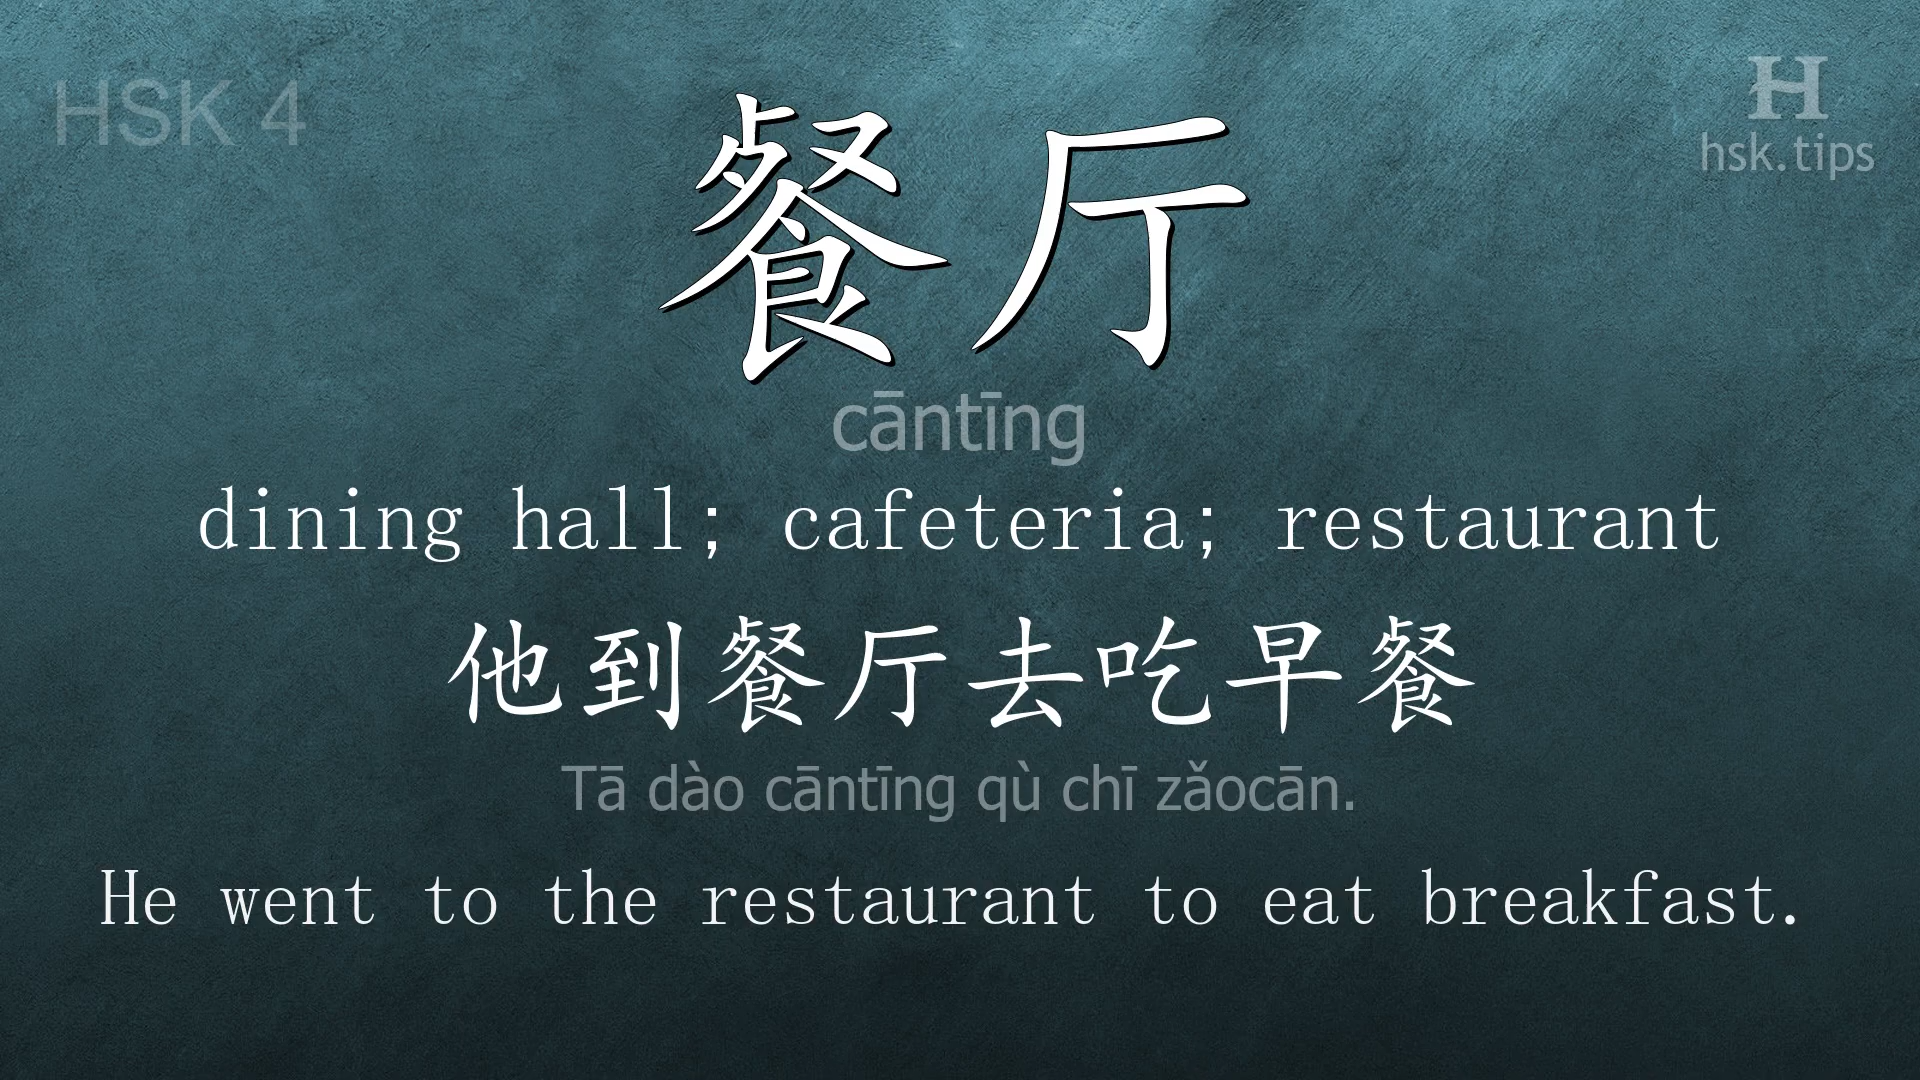 HSK 4
H
hsk.tips
餐厅
cāntīng
dining hall; cafeteria; restaurant
他到餐厅去吃早餐
Tā dào cāntīng qù chī zǎocān.
He went to the restaurant to eat breakfast.